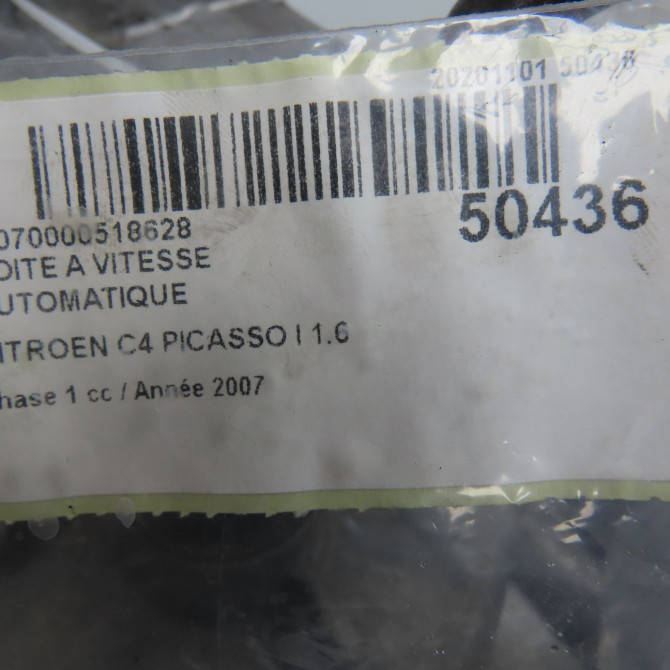 20201101 50436
50436
070000518628
OITE A VITESSE
UTOMATIQUE
ITROEN C4 PICASSO I 1.6
hase 1 cc / Année 2007